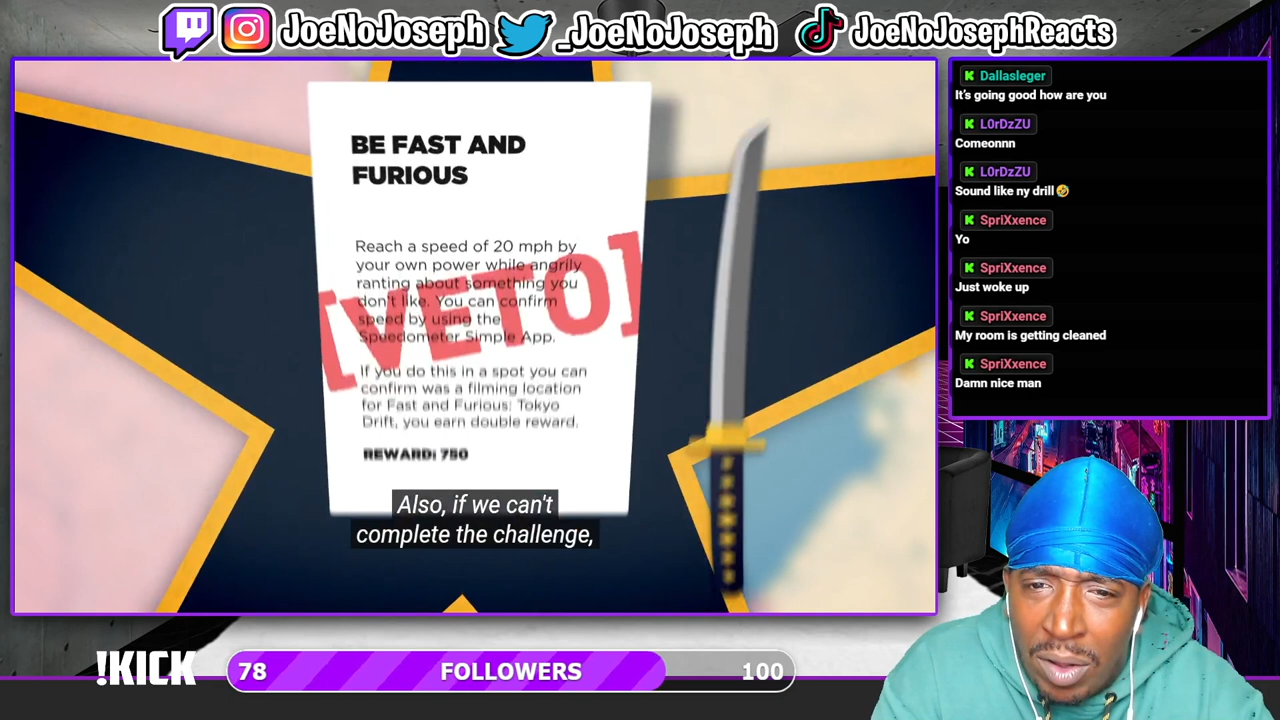 JoeNoJoseph _JoeNoJoseph JoeNoJosephReacts
BE FAST AND
FURIOUS
Reach a speed of 20 mph by
your own power while angrily
ranting about something you
don't like. You can confirm
speed by using the
Speedometer Simple App.
[VETO]
If you do this in a spot you can
confirm was a filming location
for Fast and Furious: Tokyo
Drift, you earn double reward.
REWARD: 750
Also, if we can't
complete the challenge,
K Dallasleger
It's going good how are you
K L0rDzZU
Comeonnn
K L0rDzZU
Sound like ny drill🤣
K SpriXxence
Yo
K SpriXxence
Just woke up
K SpriXxence
My room is getting cleaned
K SpriXxence
Damn nice man
!KICK
78 FOLLOWERS 100